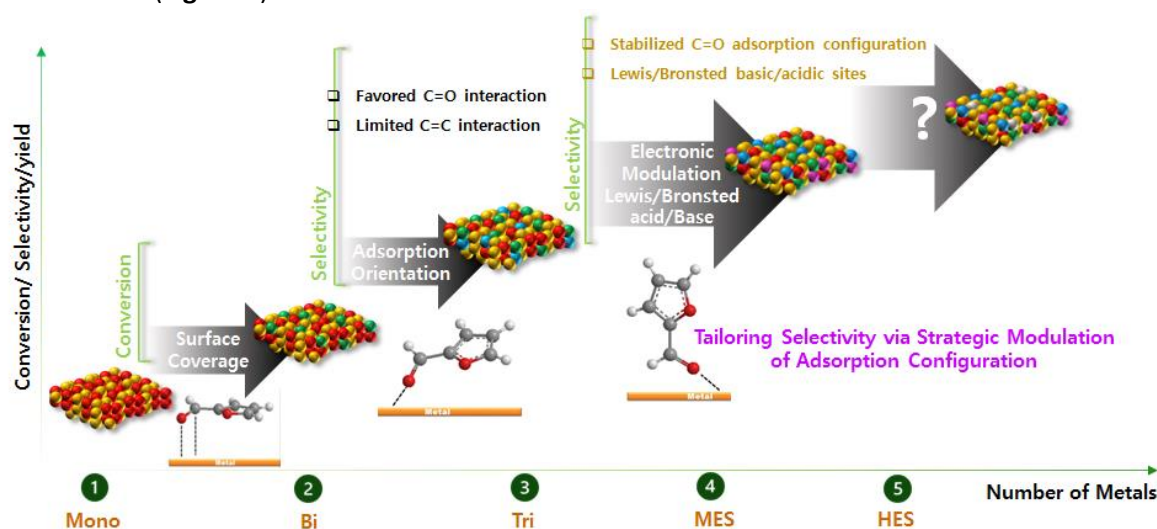 Conversion/ Selectivity/yield
Conversion
Surface
Coverage
Metal
Selectivity
❑ Favored C=O interaction
❑ Limited C=C interaction
Adsorption
Orientation
Metal
Selectivity
❑ Stabilized C=O adsorption configuration
❑ Lewis/Bronsted basic/acidic sites
Electronic
Modulation
Lewis/Bronsted
acid/Base
?
Metal
Tailoring Selectivity via Strategic Modulation
of Adsorption Configuration
1 2 3 4 5
Number of Metals
Mono Bi Tri MES HES